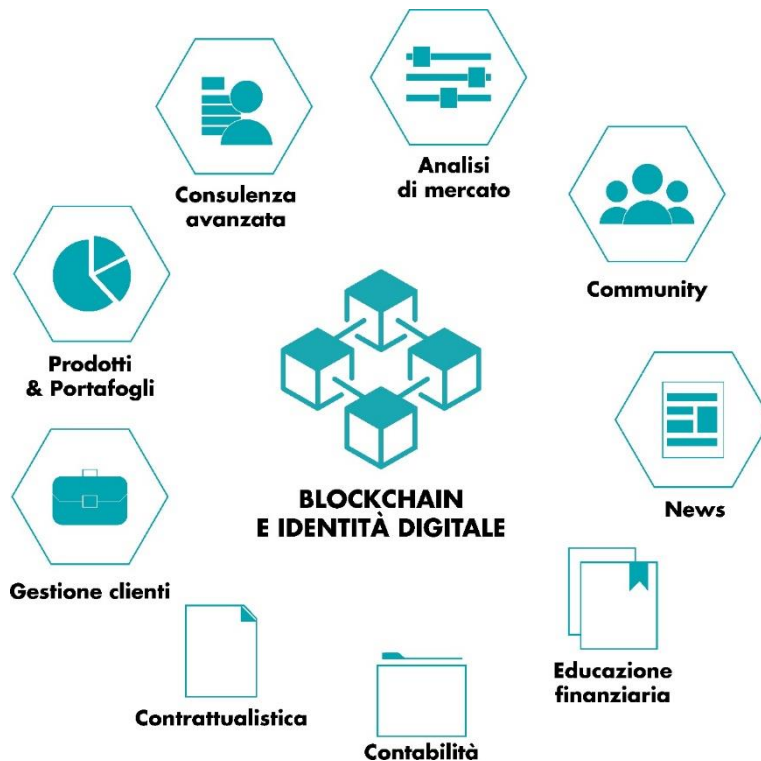 Analisi
di mercato
Consulenza
avanzata
Community
Prodotti
& Portafogli
BLOCKCHAIN
E IDENTITÀ DIGITALE
News
Gestione clienti
Educazione
finanziaria
Contrattualistica
Contabilità